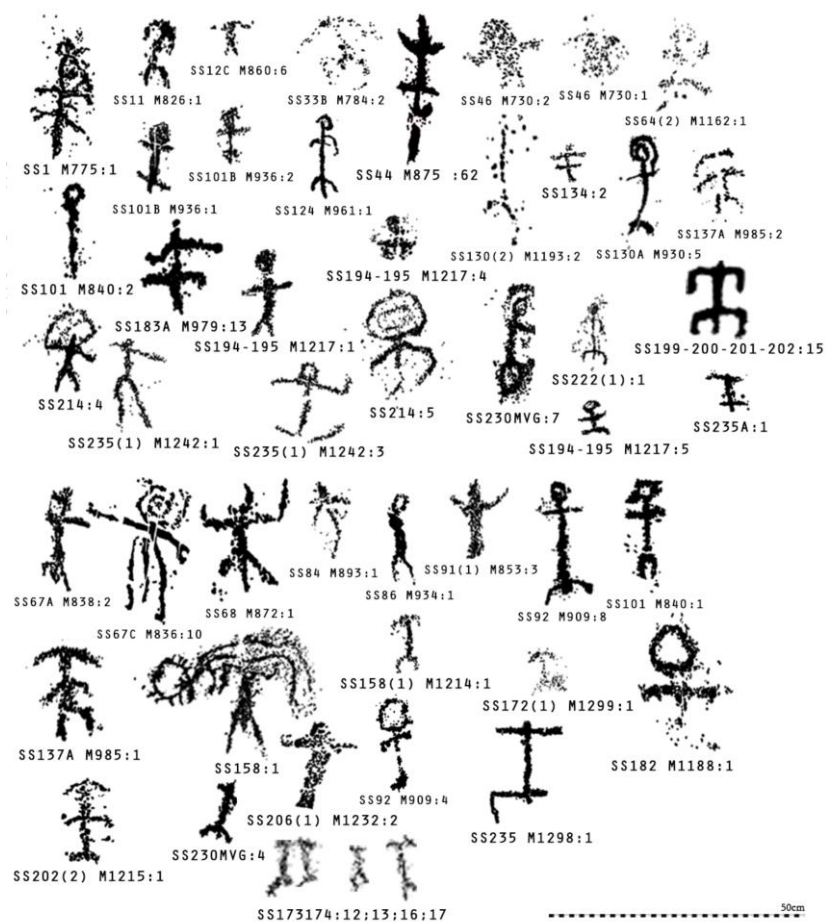 SS12C M860:6
SS11 M826:1
SS33B M784:2
SS46 M730:2
SS46 M730:1
SS64(2) M1162:1
SS1 M775:1
SS101B M936:2
SS44 M875 :62
SS134:2
SS101B M936:1
SS124 M961:1
SS137A M985:2
SS130(2) M1193:2
SS130A M930:5
SS101 M840:2
SS194-195 M1217:4
SS183A M979:13
SS194-195 M1217:1
SS199-200-201-202:15
SS222(1):1
SS214:4
SS214:5
SS230MVG:7
SS235A:1
SS235(1) M1242:1
SS235(1) M1242:3
SS194-195 M1217:5
SS84 M893:1
SS91(1) M853:3
SS86 M934:1
SS67A M838:2
SS68 M872:1
SS92 M909:8
SS101 M840:1
SS67C M836:10
SS158(1) M1214:1
SS172(1) M1299:1
SS137A M985:1
SS158:1
SS182 M1188:1
SS92 M909:4
SS206(1) M1232:2
SS235 M1298:1
SS230MVG:4
SS202(2) M1215:1
SS173174:12;13;16;17
50cm